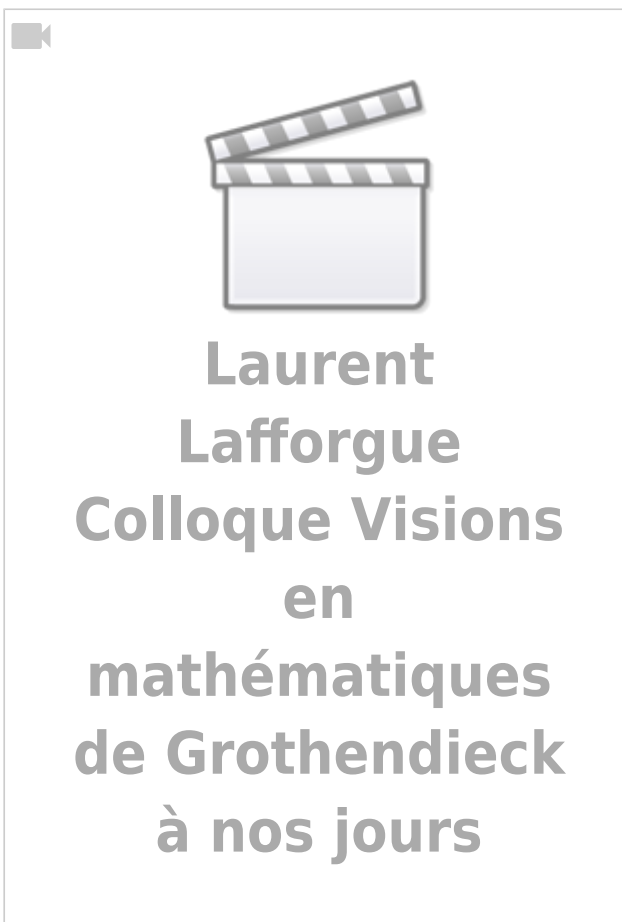 Laurent
Lafforgue
Colloque Visions
en
mathématiques
de Grothendieck
à nos jours